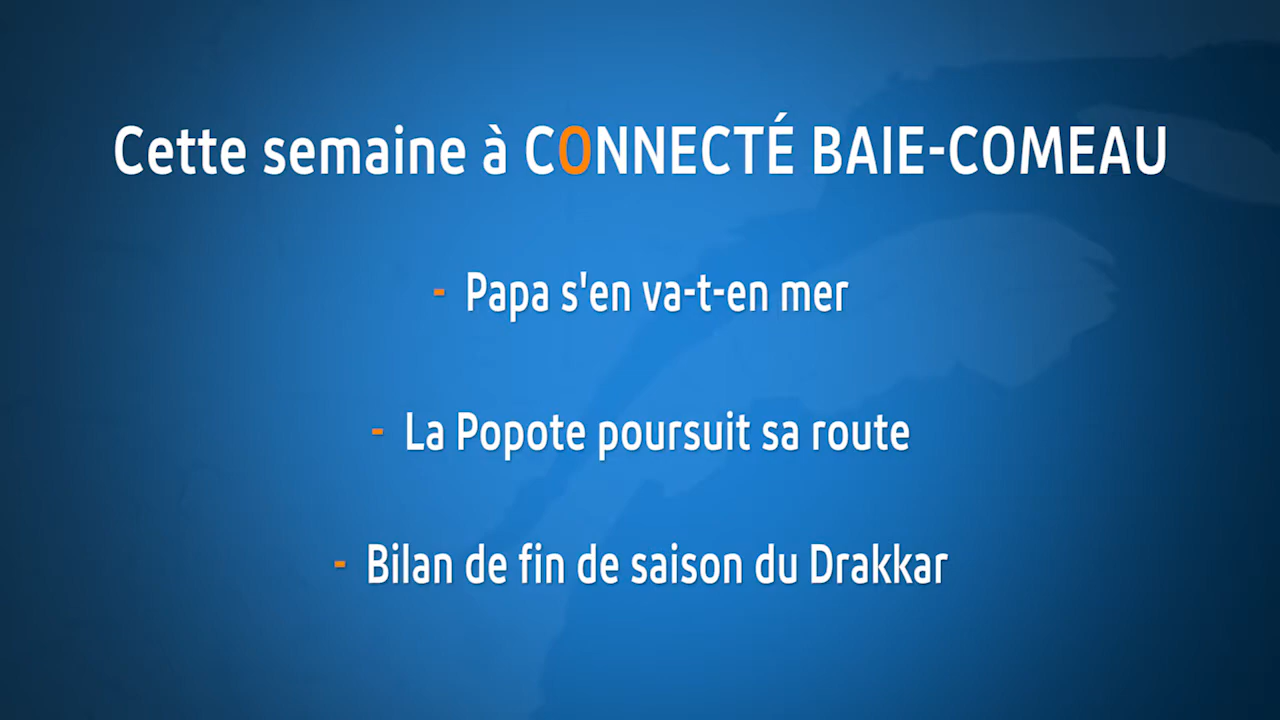 Cette semaine à CONNECTÉ BAIE-COMEAU
- Papa s'en va-t-en mer
- La Popote poursuit sa route
- Bilan de fin de saison du Drakkar